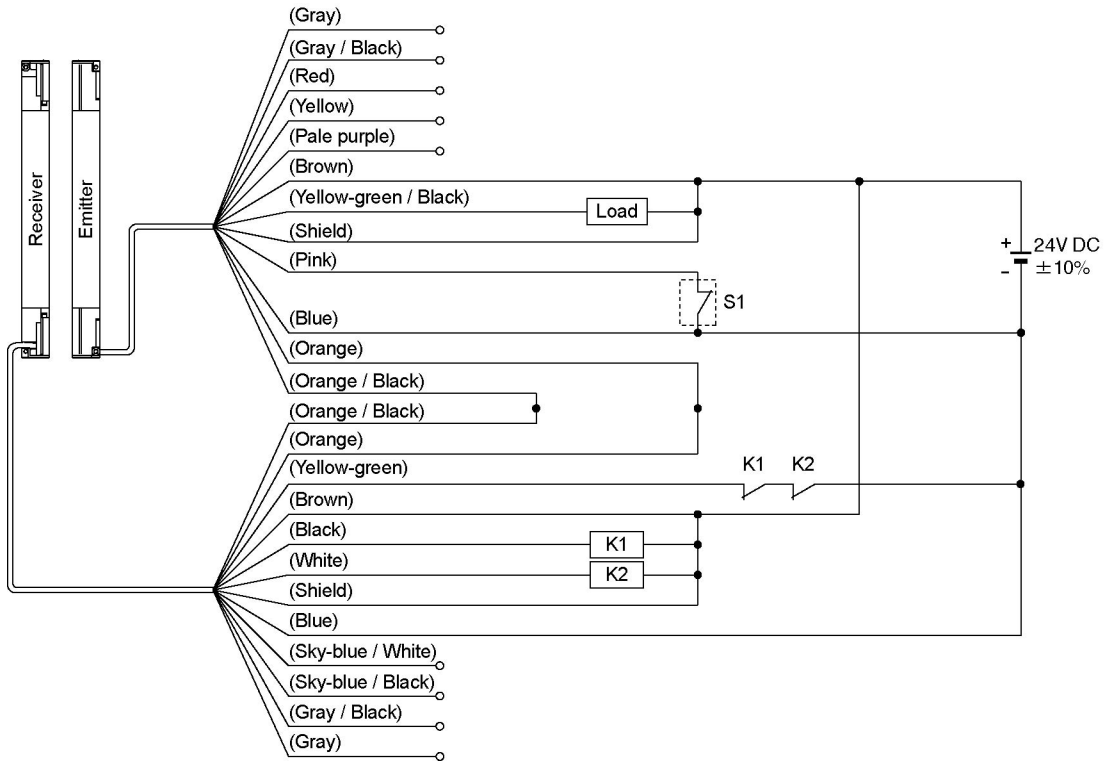 (Gray)
(Gray / Black)
(Red)
(Yellow)
(Pale purple)
(Brown)
(Yellow-green / Black)
Load
(Shield)
(Pink)
S1
(Blue)
(Orange)
(Orange / Black)
(Orange / Black)
(Orange)
(Yellow-green)
K1
K2
(Brown)
(Black)
K1
(White)
K2
(Shield)
(Blue)
(Sky-blue / White)
(Sky-blue / Black)
(Gray / Black)
(Gray)
Receiver
Emitter
+
24V DC
-
±10%